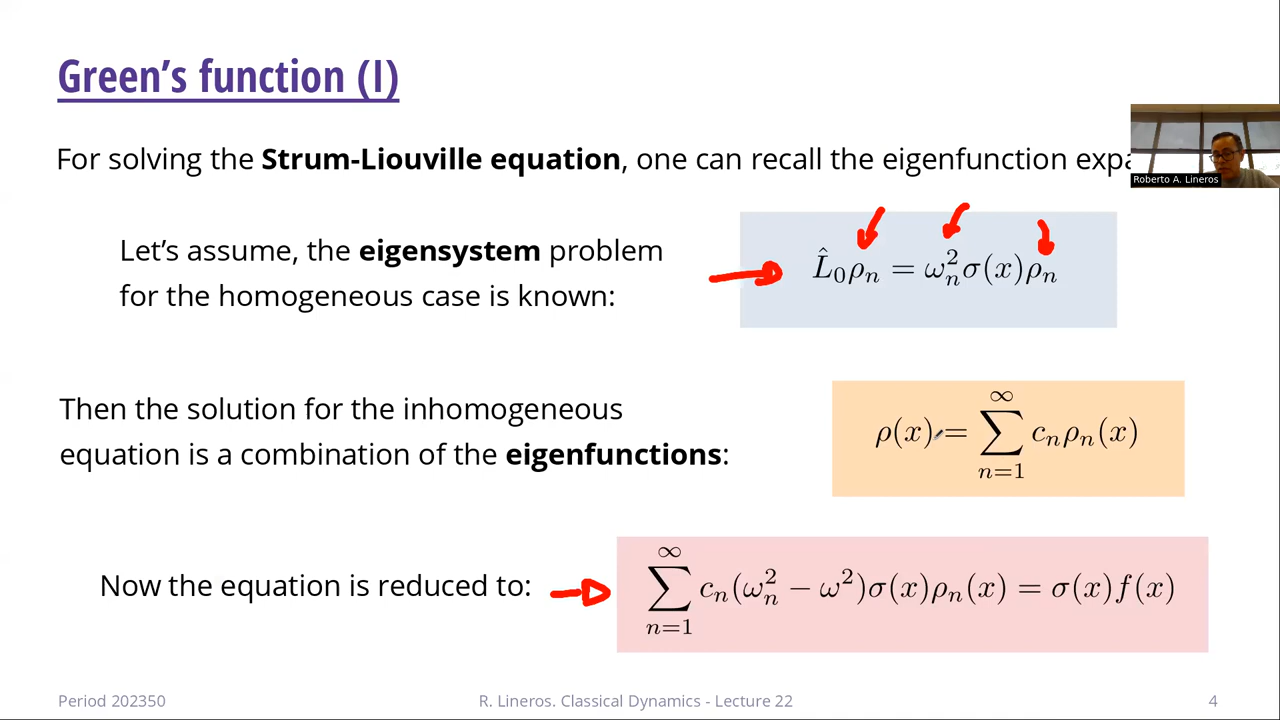 Green's function (I)
For solving the Strum-Liouville equation, one can recall the eigenfunction expa
Roberto A. Lineros
Let's assume, the eigensystem problem
for the homogeneous case is known:
L̂₀ρₙ = ωₙ²σ(x)ρₙ
Then the solution for the inhomogeneous
equation is a combination of the eigenfunctions:
ρ(x) = ∑_{n=1}^{∞} cₙρₙ(x)
Now the equation is reduced to:
∑_{n=1}^{∞} cₙ(ωₙ² − ω²)σ(x)ρₙ(x) = σ(x)f(x)
Period 202350
R. Lineros. Classical Dynamics - Lecture 22
4